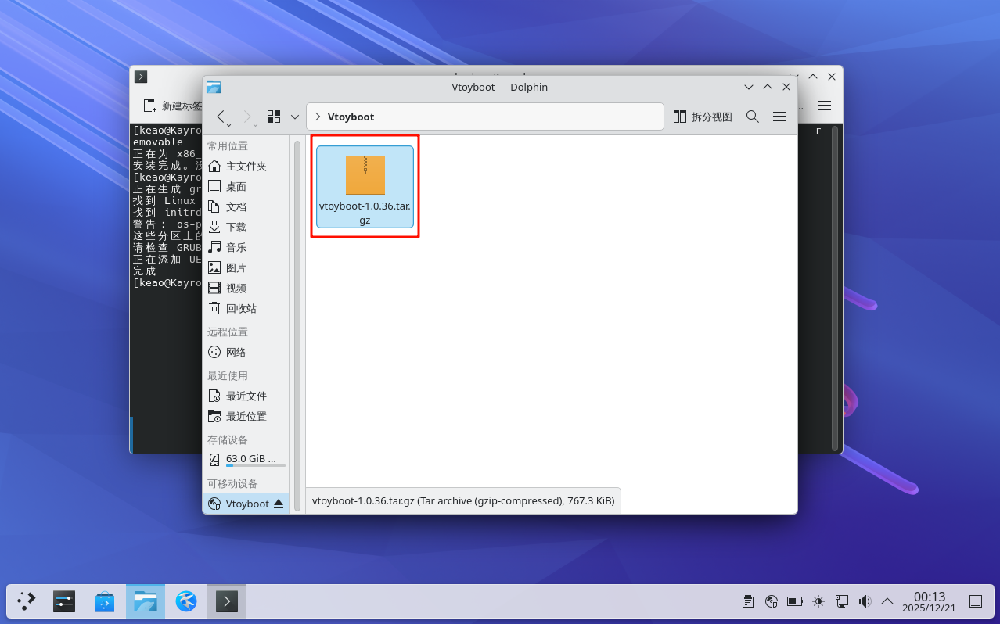 新建标签
Vtoyboot — Dolphin
Vtoyboot
拆分视图
[keao@Kayro
--r
emovable
正在为 x86_
安装完成。没
[keao@Kayro
正在生成 gr
找到 Linux
找到 initrd
警告: os-p
这些分区上的
请检查 GRUB
正在添加 UE
完成
[keao@Kayro
常用位置
主文件夹
桌面
文档
下载
音乐
图片
视频
回收站
远程位置
网络
最近使用
最近文件
最近位置
存储设备
63.0 GiB ...
可移动设备
Vtoyboot
vtoyboot-1.0.36.tar.
gz
vtoyboot-1.0.36.tar.gz (Tar archive (gzip-compressed), 767.3 KiB)
00:13
2025/12/21